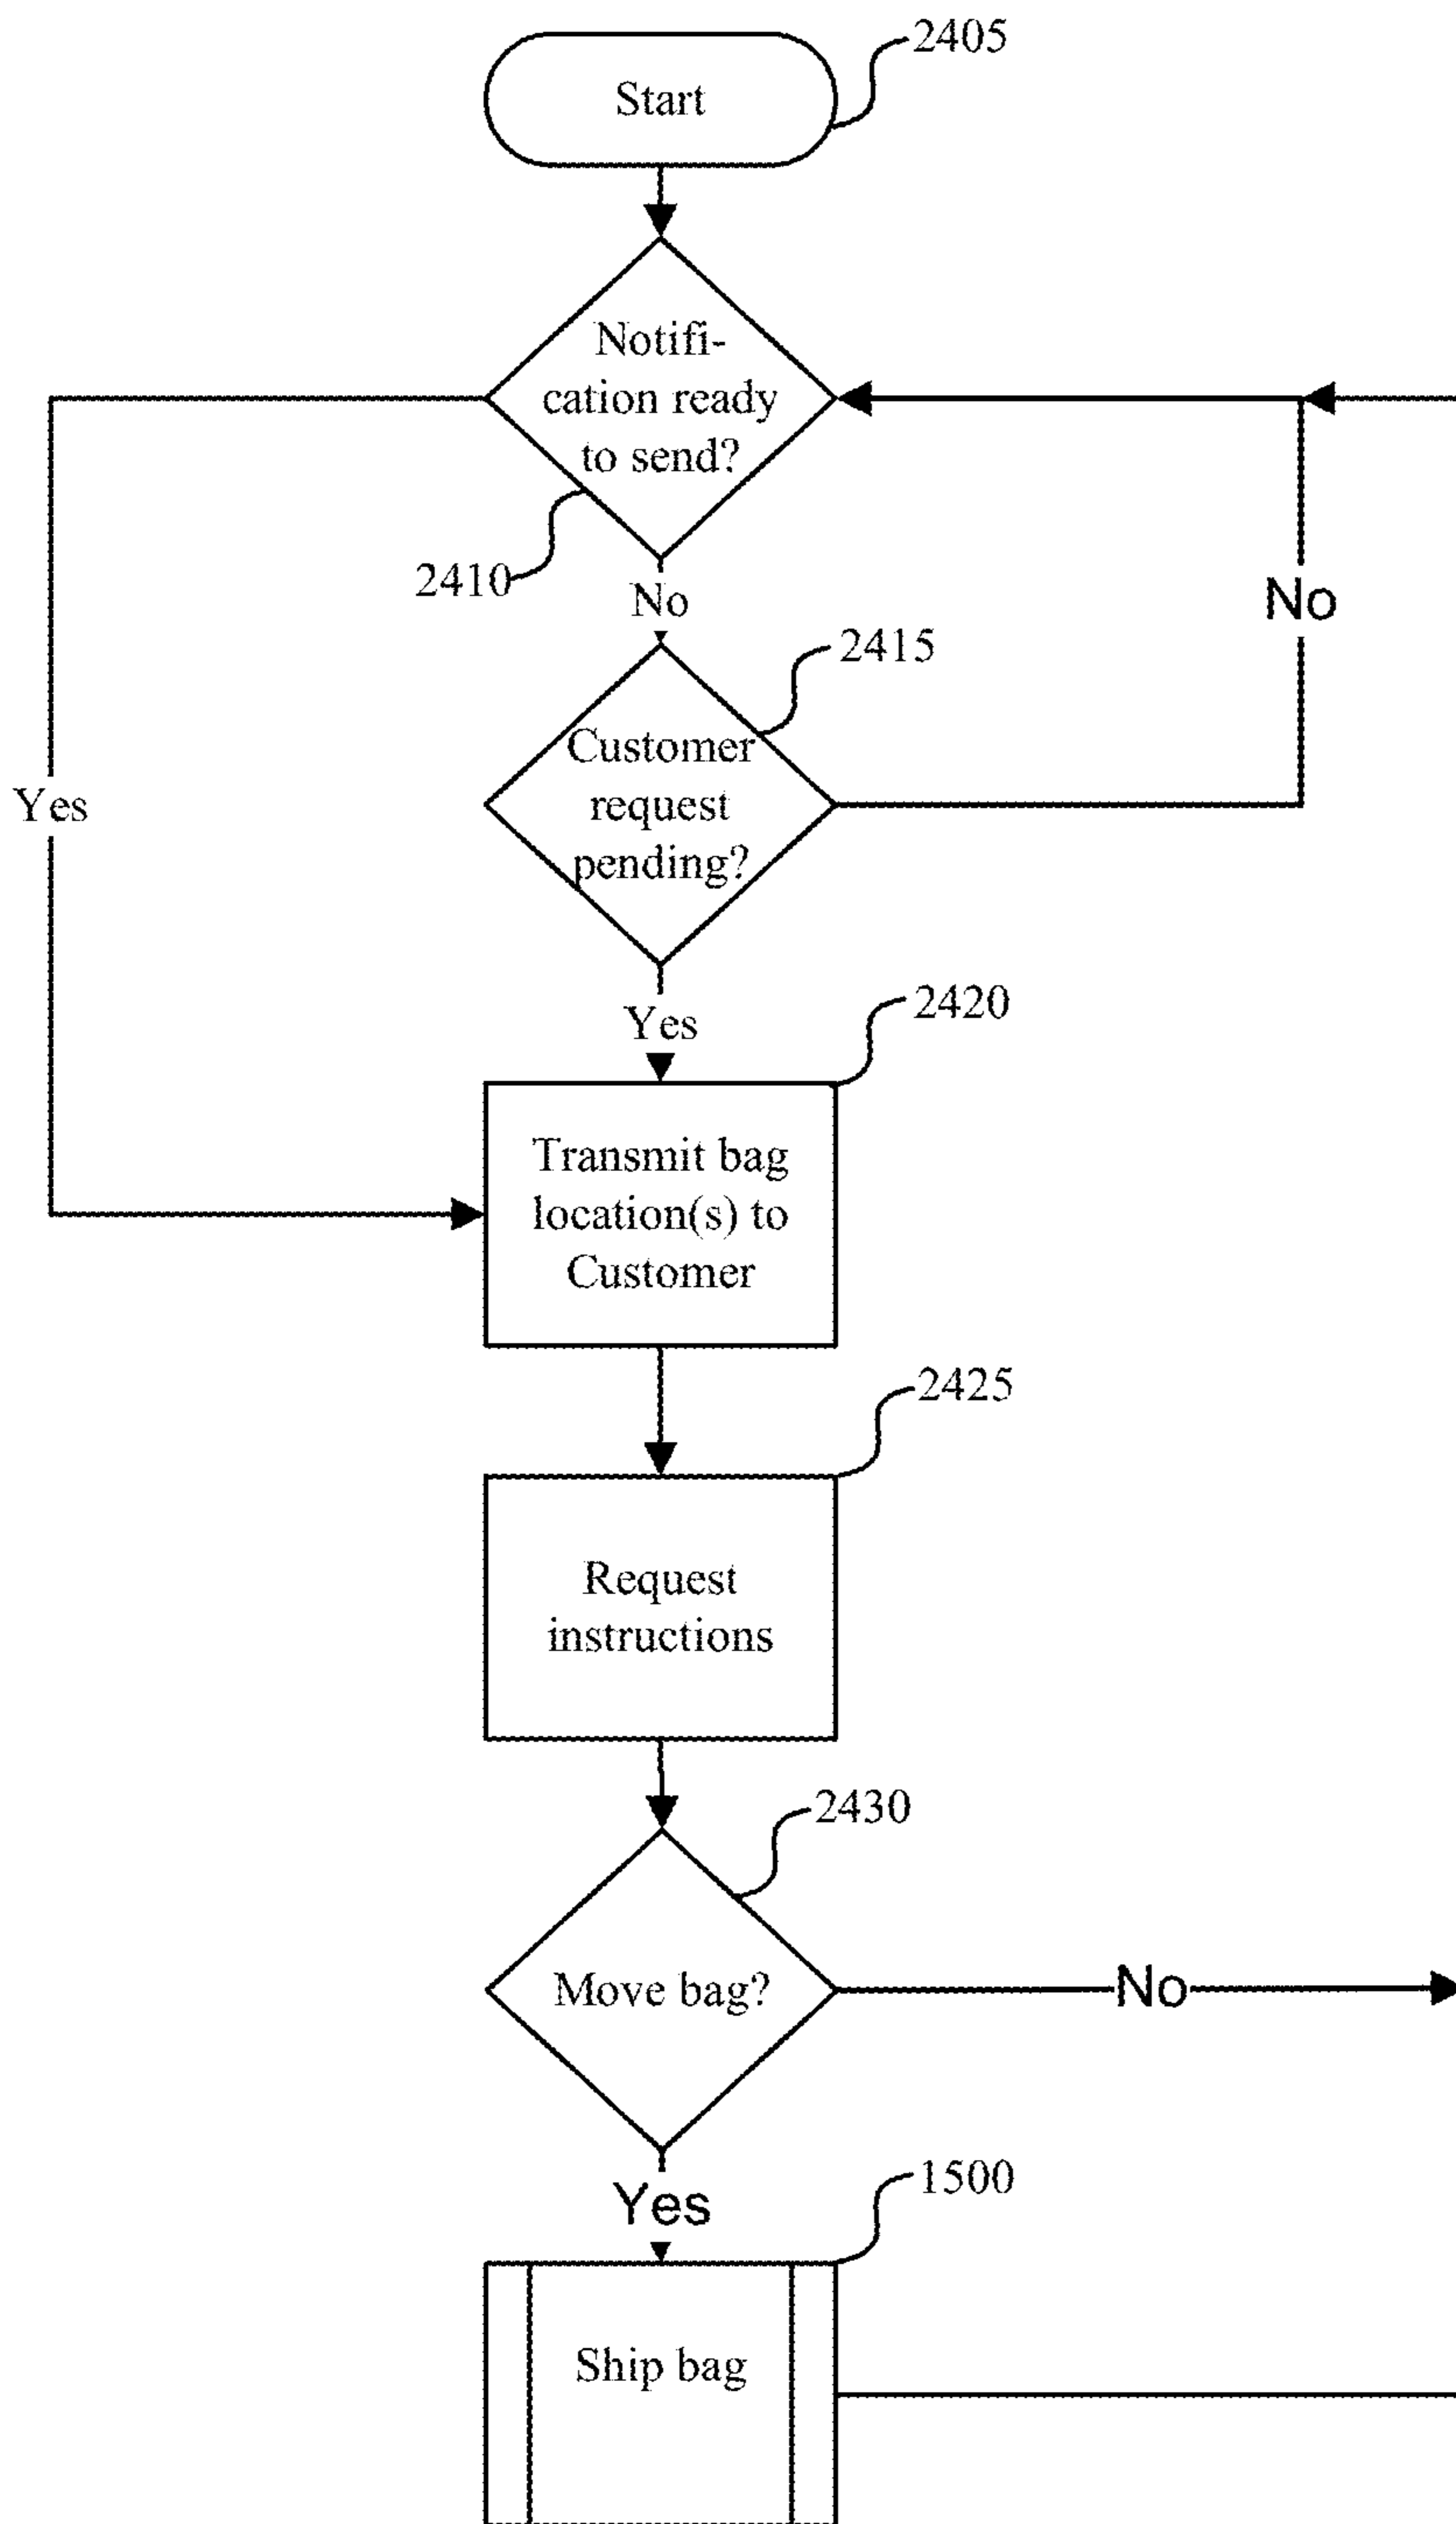 2405
Start
Notifi-
cation ready
to send?
2410
No
No
2415
Customer
request
pending?
Yes
Yes
2420
Transmit bag
location(s) to
Customer
2425
Request
instructions
2430
Move bag?
No
Yes
1500
Ship bag